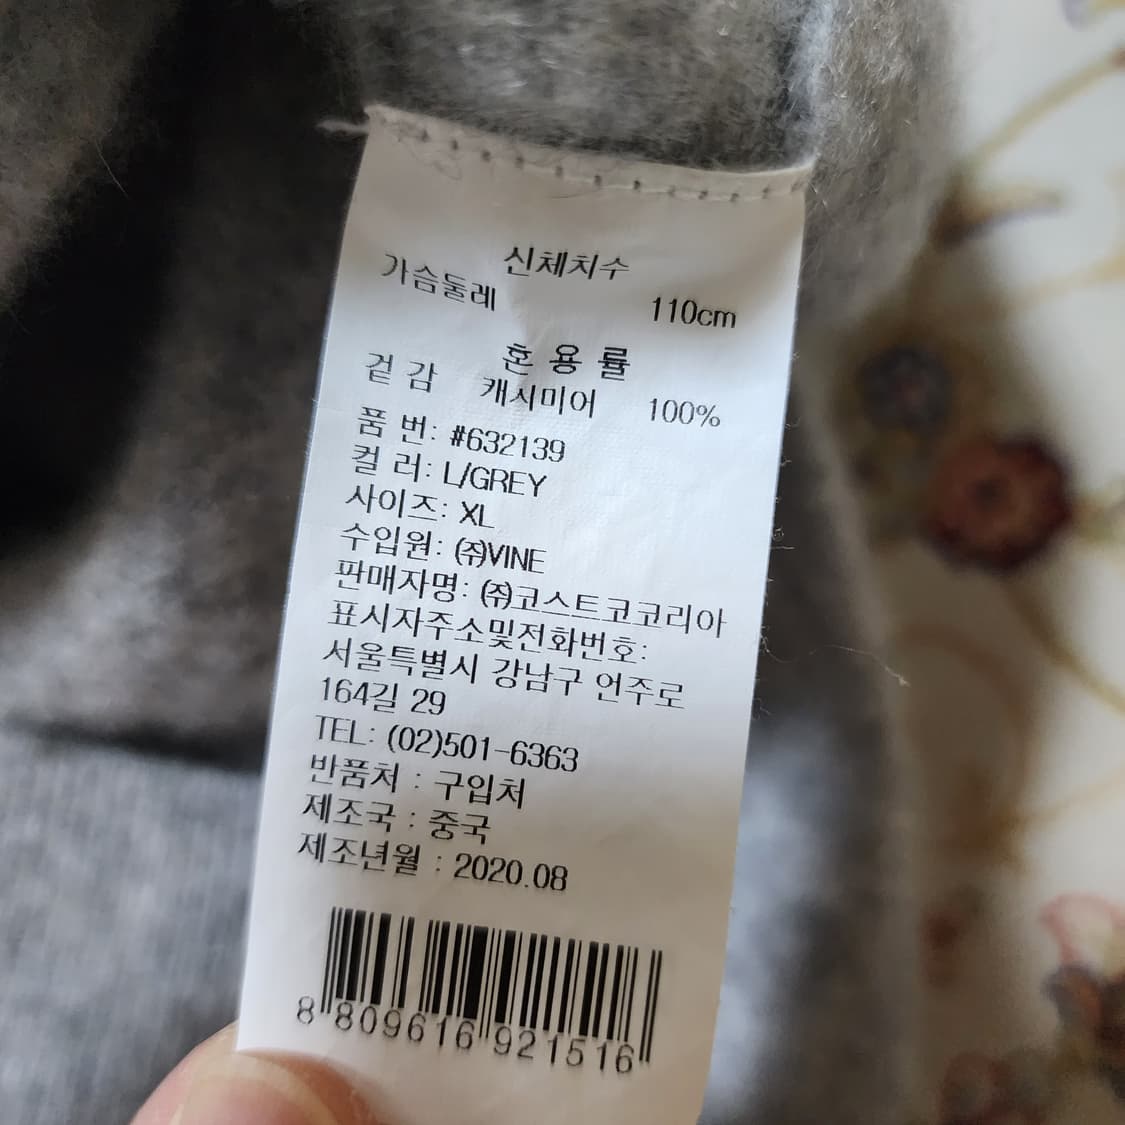 신체치수
가슴둘레 110cm
혼 용 률
겉 감 캐시미어 100%
품 번: #632139
컬 러: L/GREY
사이즈: XL
수입원: ㈜VINE
판매자명: ㈜코스트코코리아
표시자주소및전화번호:
서울특별시 강남구 언주로
164길 29
TEL: (02)501-6363
반품처 : 구입처
제조국 : 중국
제조년월 : 2020.08
8 809616 921516